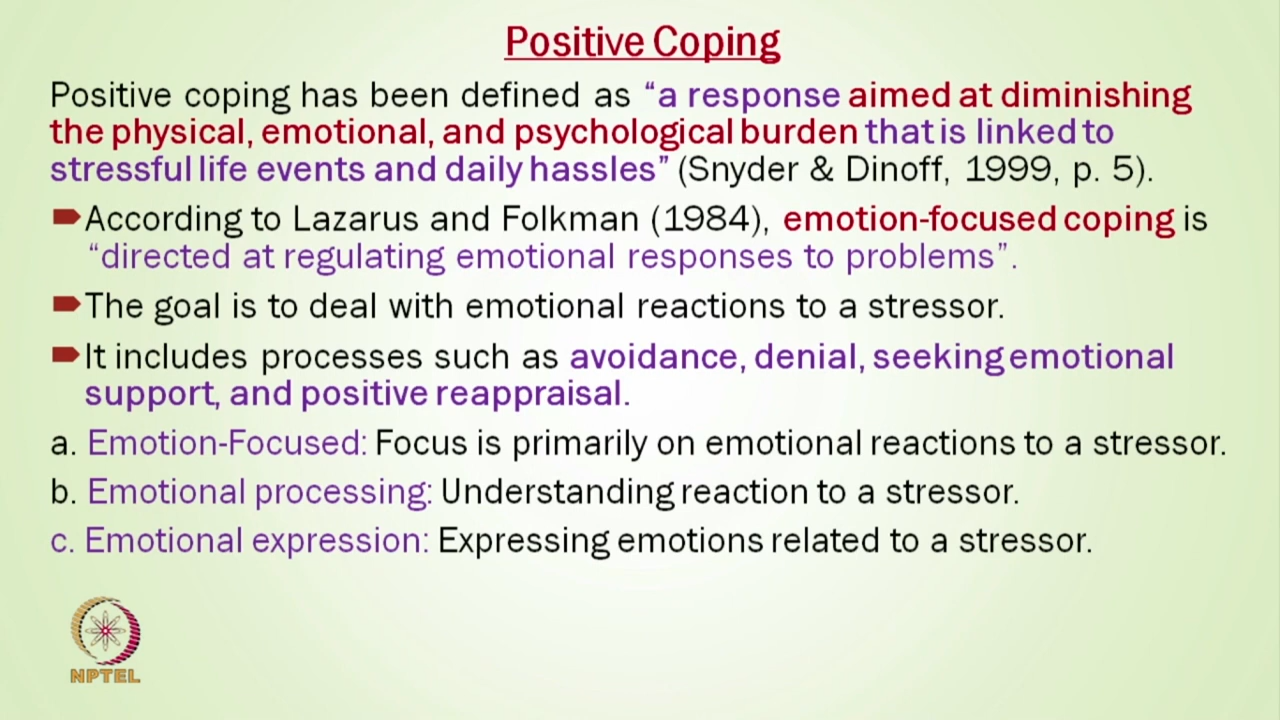 Positive Coping
Positive coping has been defined as “a response aimed at diminishing
the physical, emotional, and psychological burden that is linked to
stressful life events and daily hassles” (Snyder & Dinoff, 1999, p. 5).
According to Lazarus and Folkman (1984), emotion-focused coping is
“directed at regulating emotional responses to problems”.
The goal is to deal with emotional reactions to a stressor.
It includes processes such as avoidance, denial, seeking emotional
support, and positive reappraisal.
a. Emotion-Focused: Focus is primarily on emotional reactions to a stressor.
b. Emotional processing: Understanding reaction to a stressor.
c. Emotional expression: Expressing emotions related to a stressor.
NPTEL